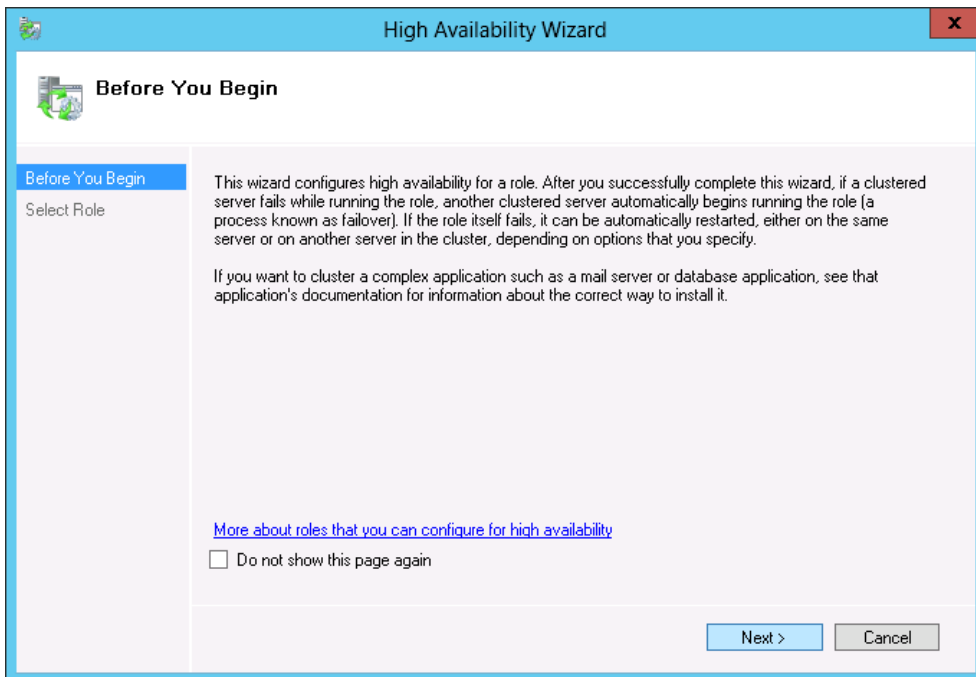 High Availability Wizard
x
Before You Begin
Before You Begin
Select Role
This wizard configures high availability for a role. After you successfully complete this wizard, if a clustered
server fails while running the role, another clustered server automatically begins running the role (a
process known as failover). If the role itself fails, it can be automatically restarted, either on the same
server or on another server in the cluster, depending on options that you specify.
If you want to cluster a complex application such as a mail server or database application, see that
application's documentation for information about the correct way to install it.
More about roles that you can configure for high availability
Do not show this page again
Next >
Cancel